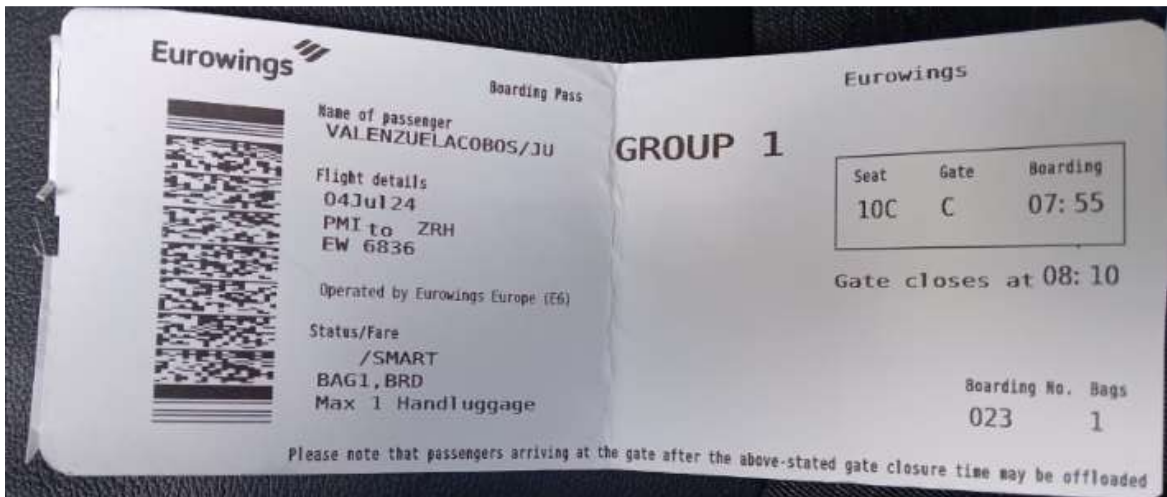 Eurowings
Boarding Pass
Name of passenger
VALENZUELACOBOS/JU
Flight details
04Jul24
PMI to ZRH
EW 6836
Operated by Eurowings Europe (E6)
Status/Fare
/SMART
BAG1,BRD
Max 1 Handluggage
Eurowings
GROUP 1
Seat Gate Boarding
10C C 07:55
Gate closes at 08:10
Boarding No. Bags
023 1
Please note that passengers arriving at the gate after the above-stated gate closure time may be offloaded